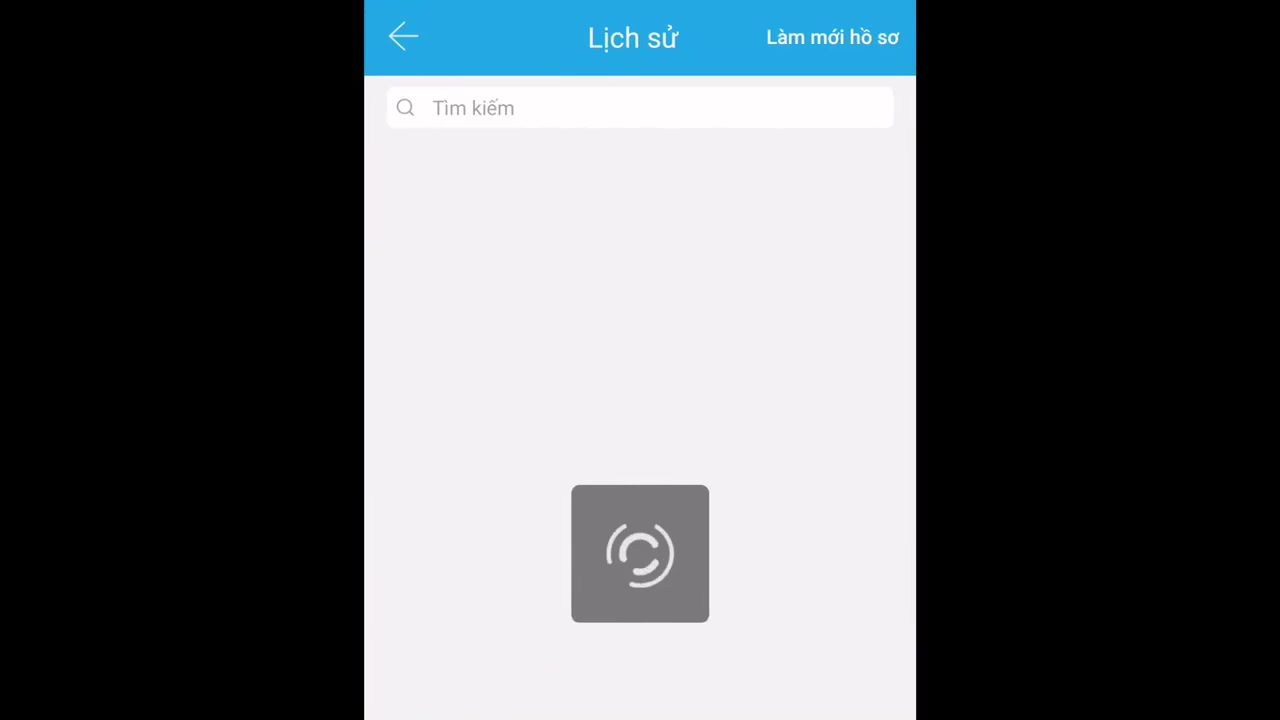 Lịch sử
Làm mới hồ sơ
Tìm kiếm